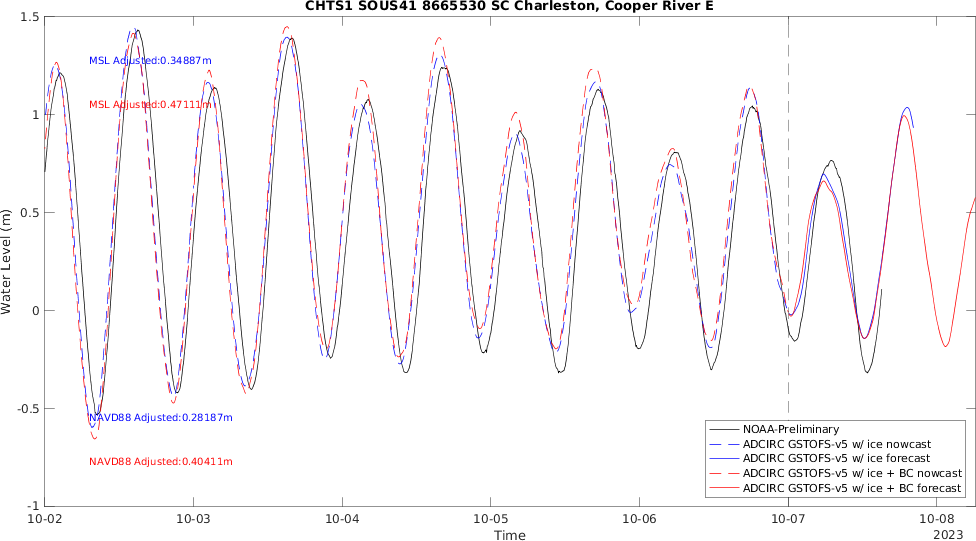 CHTS1 SOUS41 8665530 SC Charleston, Cooper River E
1.5
MSL Adjusted:0.34887m
MSL Adjusted:0.47111m
1
0.5
Water Level (m)
0
-0.5
NAVD88 Adjusted:0.28187m
NAVD88 Adjusted:0.40411m
NOAA-Preliminary
ADCIRC GSTOFS-v5 w/ ice nowcast
ADCIRC GSTOFS-v5 w/ ice forecast
ADCIRC GSTOFS-v5 w/ ice + BC nowcast
ADCIRC GSTOFS-v5 w/ ice + BC forecast
-1
10-02 10-03 10-04 10-05 10-06 10-07 10-08
Time
2023